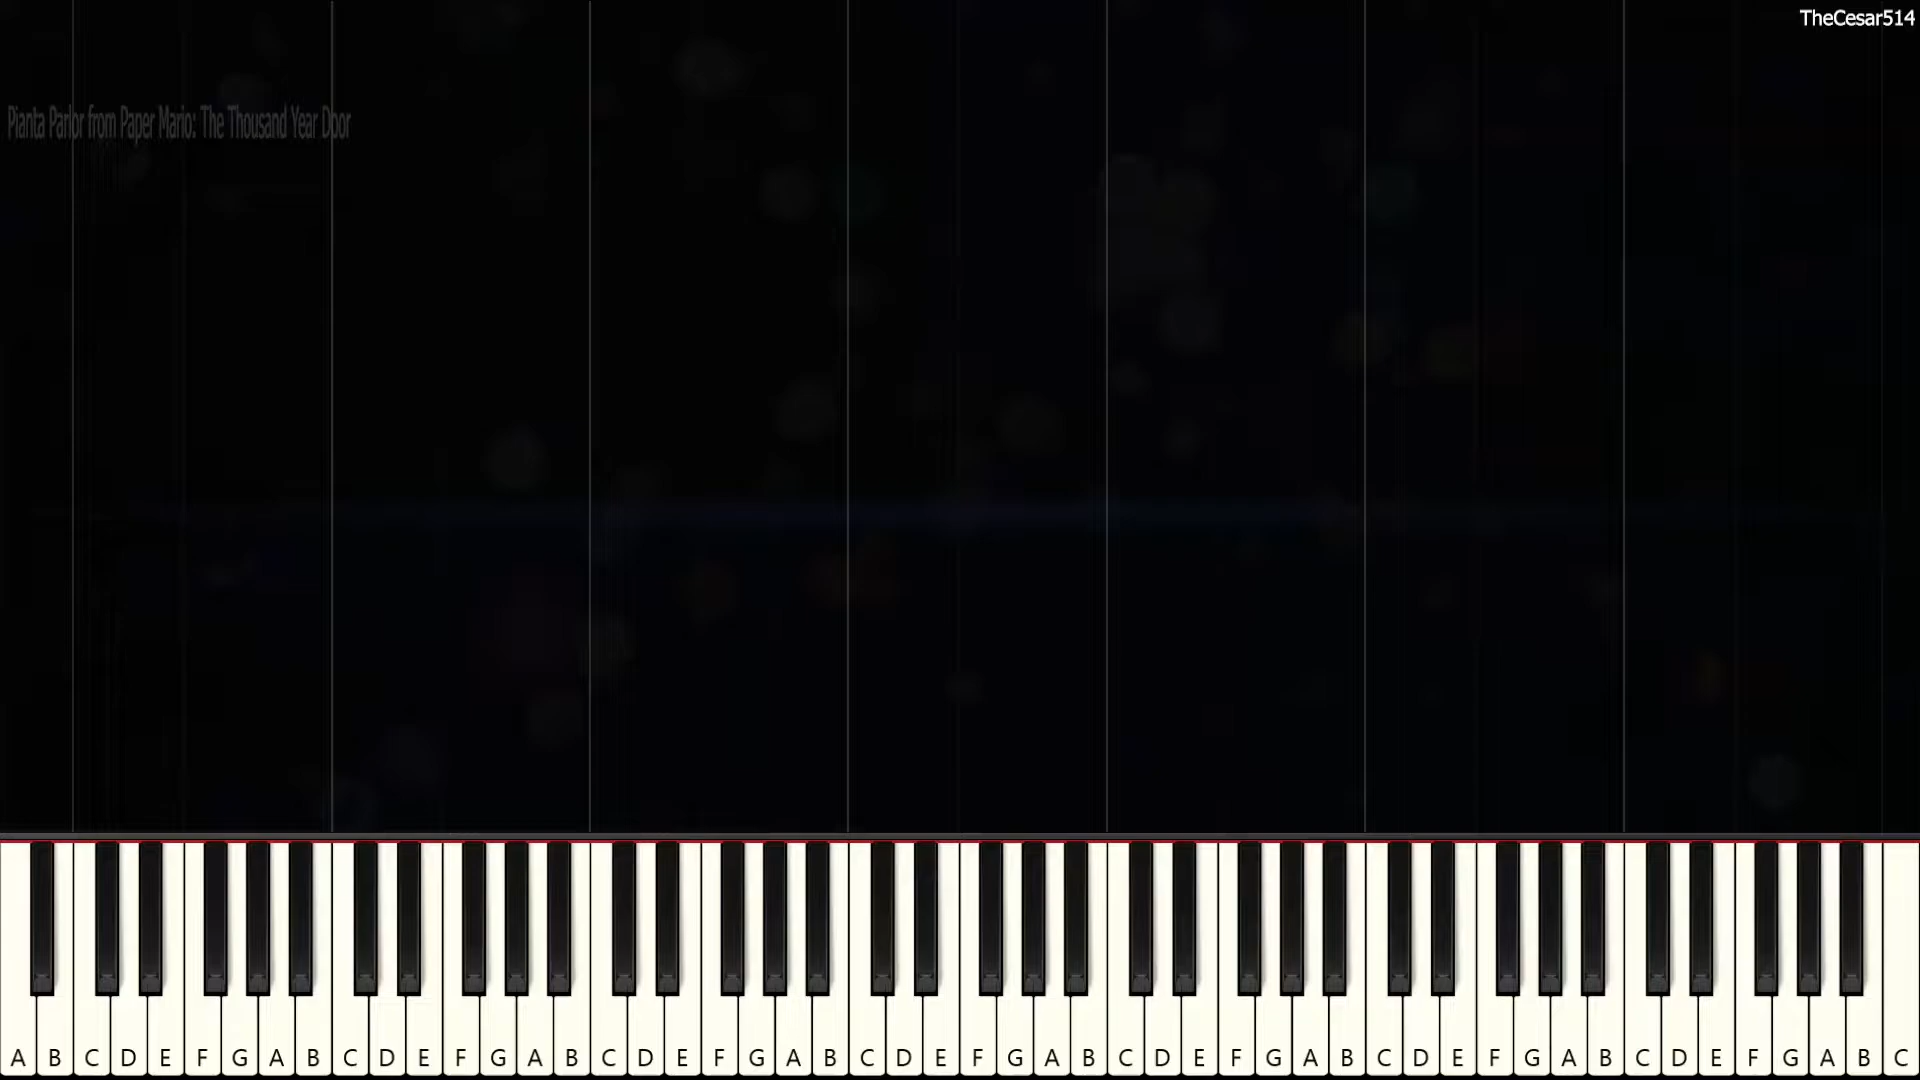 TheCesar514
Pianta Parlor from Paper Mario: The Thousand Year Door
A B C D E F G A B C D E F G A B C D E F G A B C D E F G A B C D E F G A B C D E F G A B C D E F G A B C